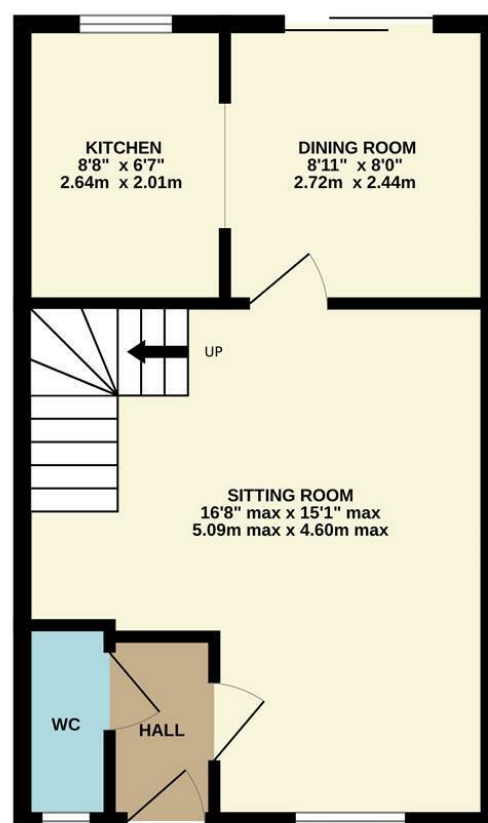 KITCHEN
8'8" x 6'7"
2.64m x 2.01m
DINING ROOM
8'11" x 8'0"
2.72m x 2.44m
UP
SITTING ROOM
16'8" max x 15'1" max
5.09m max x 4.60m max
WC
HALL